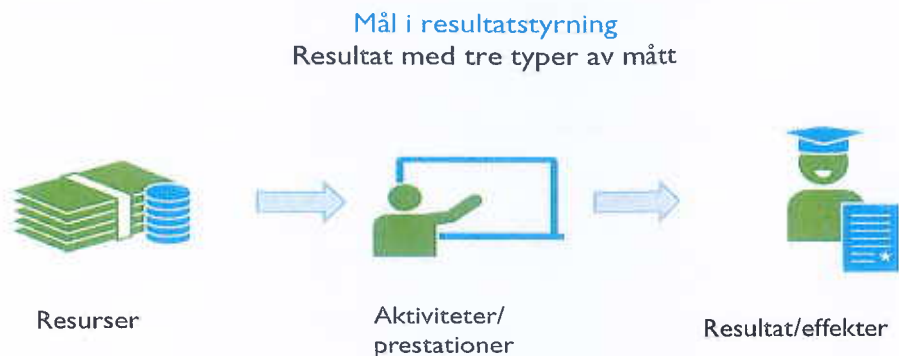 Mål i resultatstyrning
Resultat med tre typer av mått
Resurser
Aktiviteter/
prestationer
Resultat/effekter